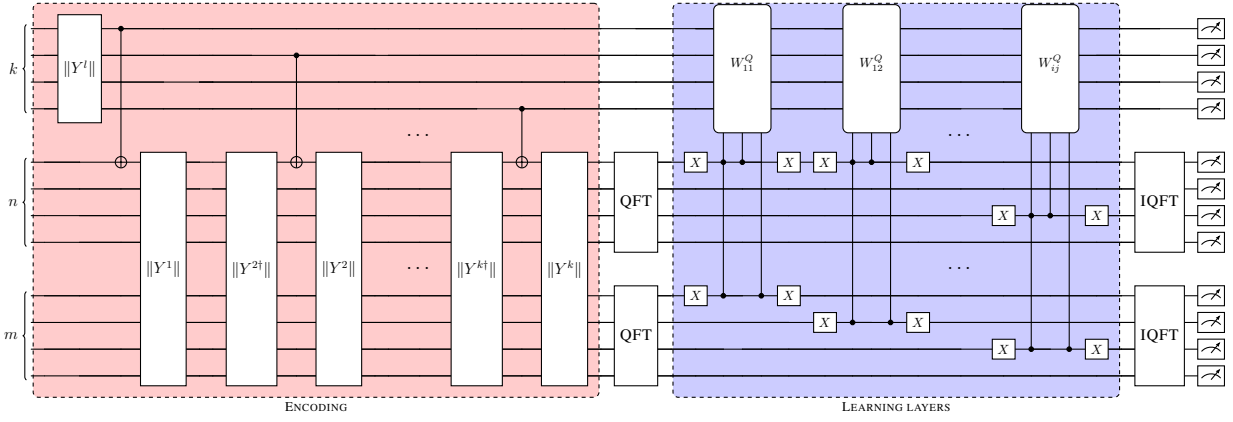 k
‖Y^l‖
W^Q_{11}
W^Q_{12}
W^Q_{ij}
...
...
n
X
X
X
X
QFT
IQFT
X
X
‖Y^1‖
‖Y^{2†}‖
‖Y^2‖
...
‖Y^{k†}‖
‖Y^k‖
...
m
X
X
X
X
QFT
IQFT
X
X
ENCODING
LEARNING LAYERS